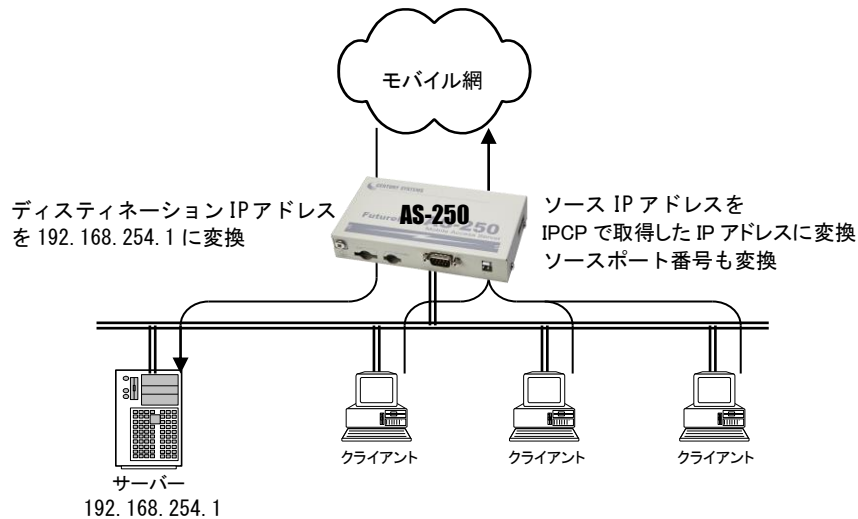 モバイル網
CENTURY SYSTEMS
AS-250
ディスティネーション IP アドレス
を 192.168.254.1 に変換
ソース IP アドレスを
IPCP で取得した IP アドレスに変換
ソースポート番号も変換
クライアント
クライアント
クライアント
サーバー
192.168.254.1